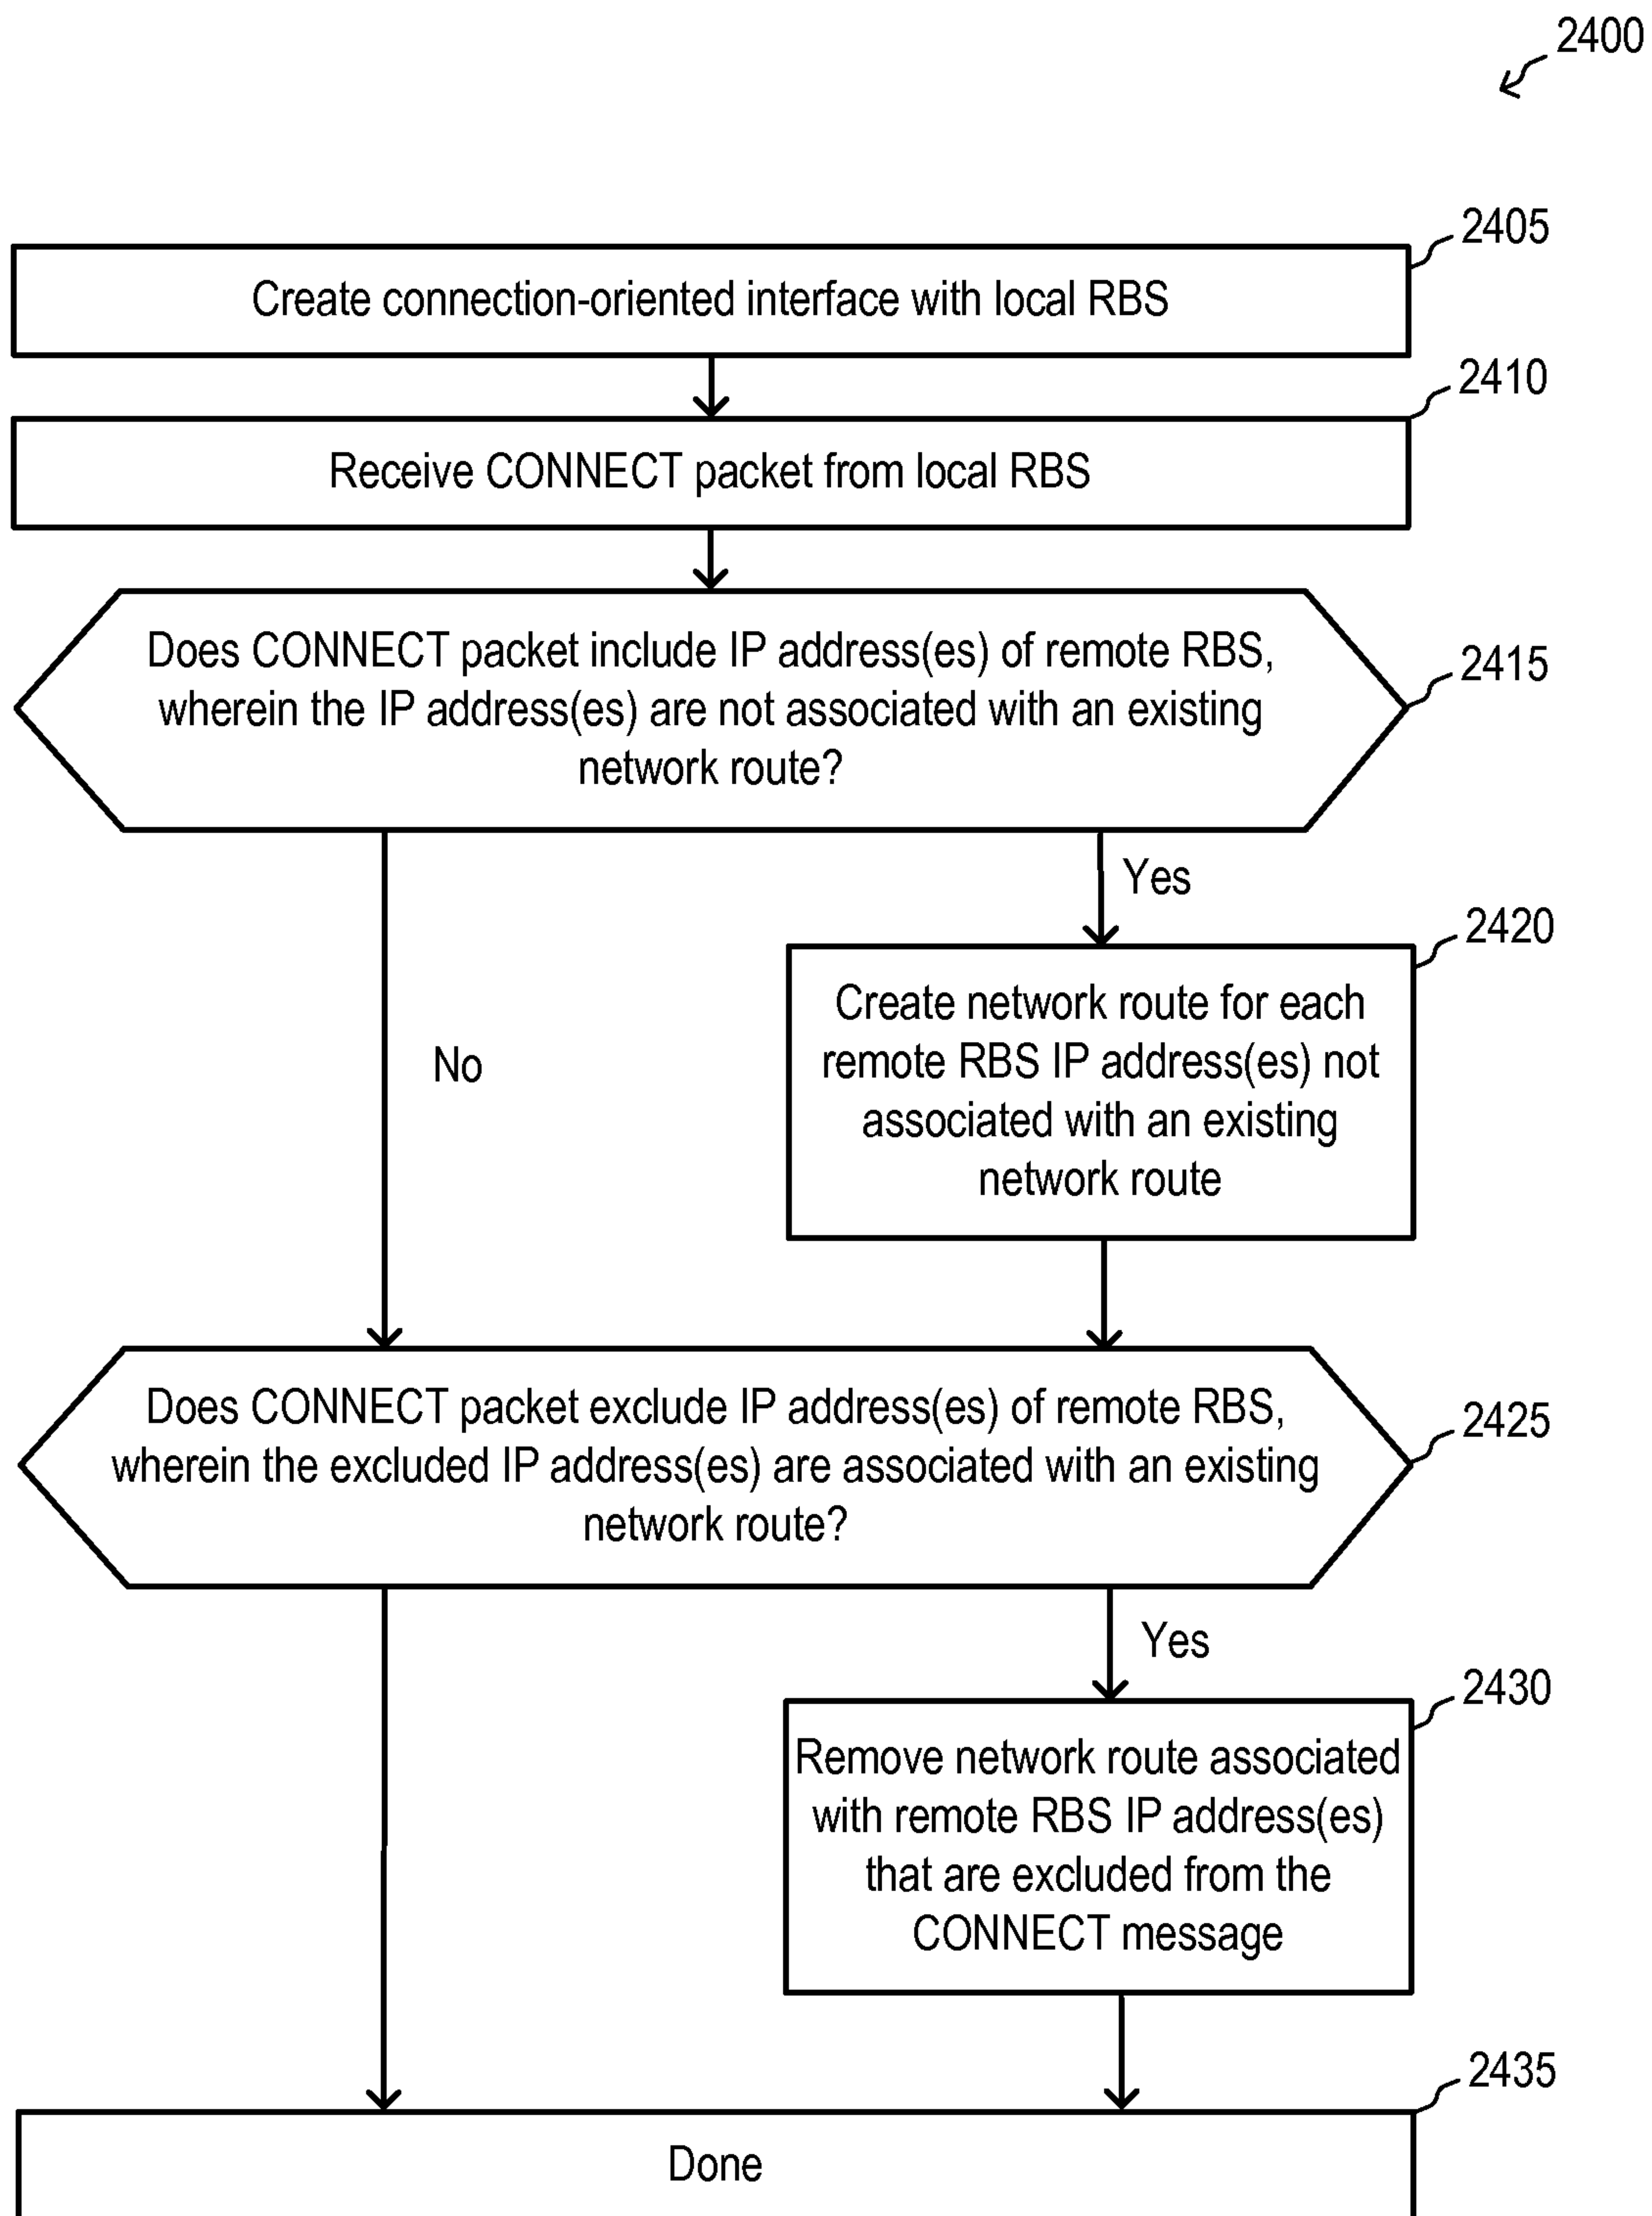 2400
2405
Create connection-oriented interface with local RBS
2410
Receive CONNECT packet from local RBS
Does CONNECT packet include IP address(es) of remote RBS,
wherein the IP address(es) are not associated with an existing
network route?
2415
Yes
2420
Create network route for each
remote RBS IP address(es) not
associated with an existing
network route
No
Does CONNECT packet exclude IP address(es) of remote RBS,
wherein the excluded IP address(es) are associated with an existing
network route?
2425
Yes
2430
Remove network route associated
with remote RBS IP address(es)
that are excluded from the
CONNECT message
2435
Done